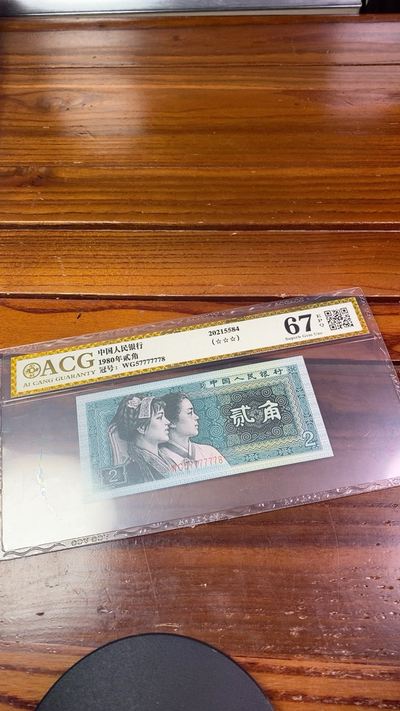 ACG
AI CANG GUARANTY
中国人民银行
1980年贰角
冠号：WG57777778
20215584
(☆☆☆)
67 EPQ
Superb Gem Unc
中国人民银行
贰角
2
2